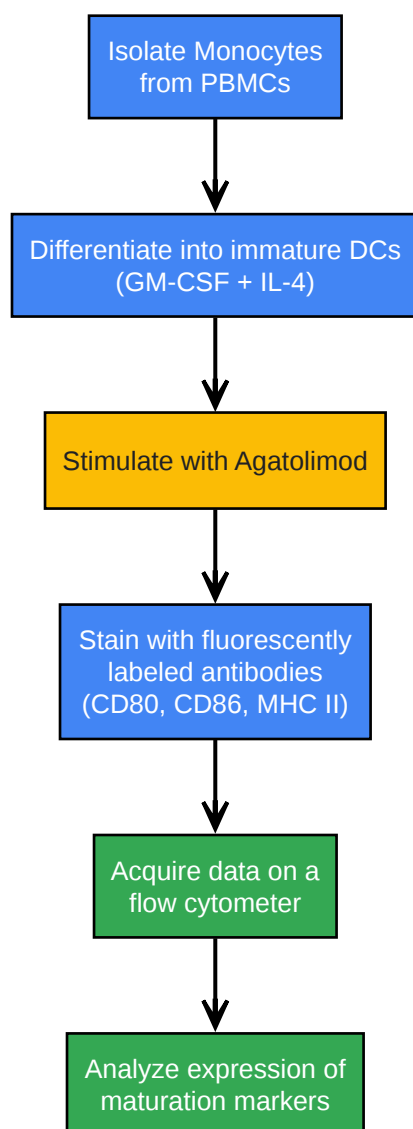 Isolate Monocytes
from PBMCs
Differentiate into immature DCs
(GM-CSF + IL-4)
Stimulate with Agatolimod
Stain with fluorescently
labeled antibodies
(CD80, CD86, MHC II)
Acquire data on a
flow cytometer
Analyze expression of
maturation markers